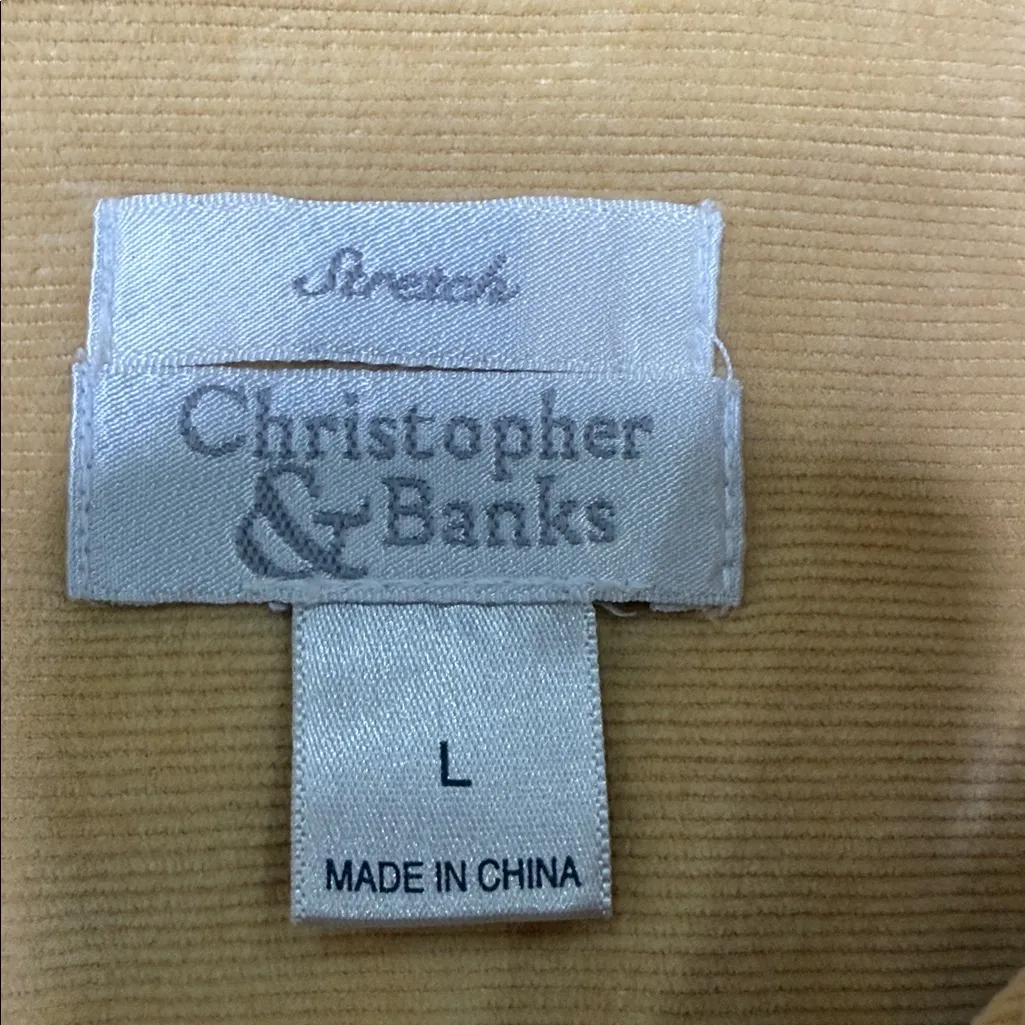 Stretch
Christopher
& Banks
L
MADE IN CHINA